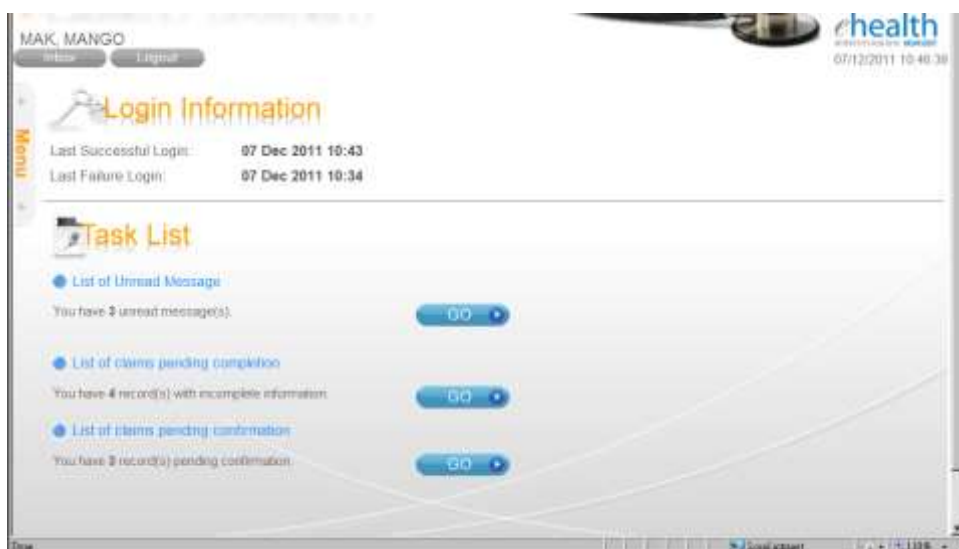 MAK, MANGO
Inbox Logout
ehealth
07/12/2011 10:46:38
Menu
Login Information
Last Successful Login: 07 Dec 2011 10:43
Last Failure Login: 07 Dec 2011 10:34
Task List
List of Unread Message
You have 3 unread message(s).
GO
List of claims pending completion
You have 4 record(s) with incomplete information.
GO
List of claims pending confirmation
You have 3 record(s) pending confirmation.
GO
Done